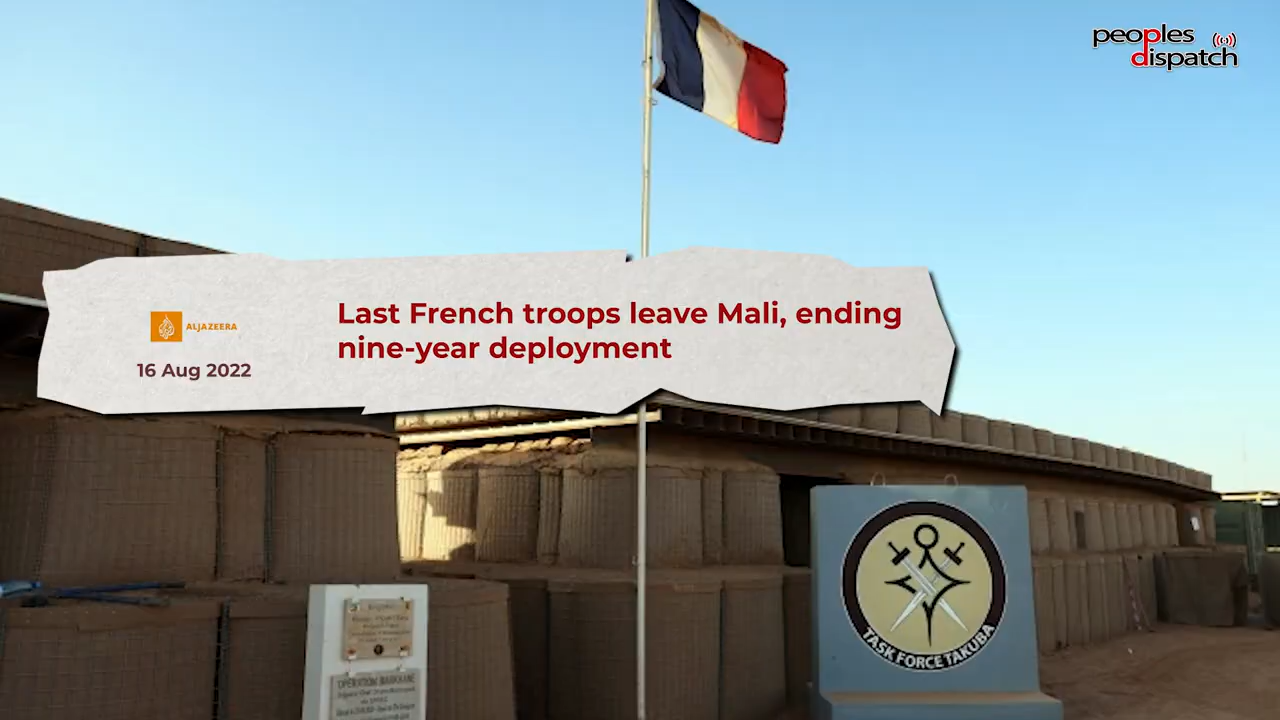 peoples
dispatch
ALJAZEERA
16 Aug 2022
Last French troops leave Mali, ending
nine-year deployment
TASK FORCE TAKUBA
OPÉRATION BARKHANE